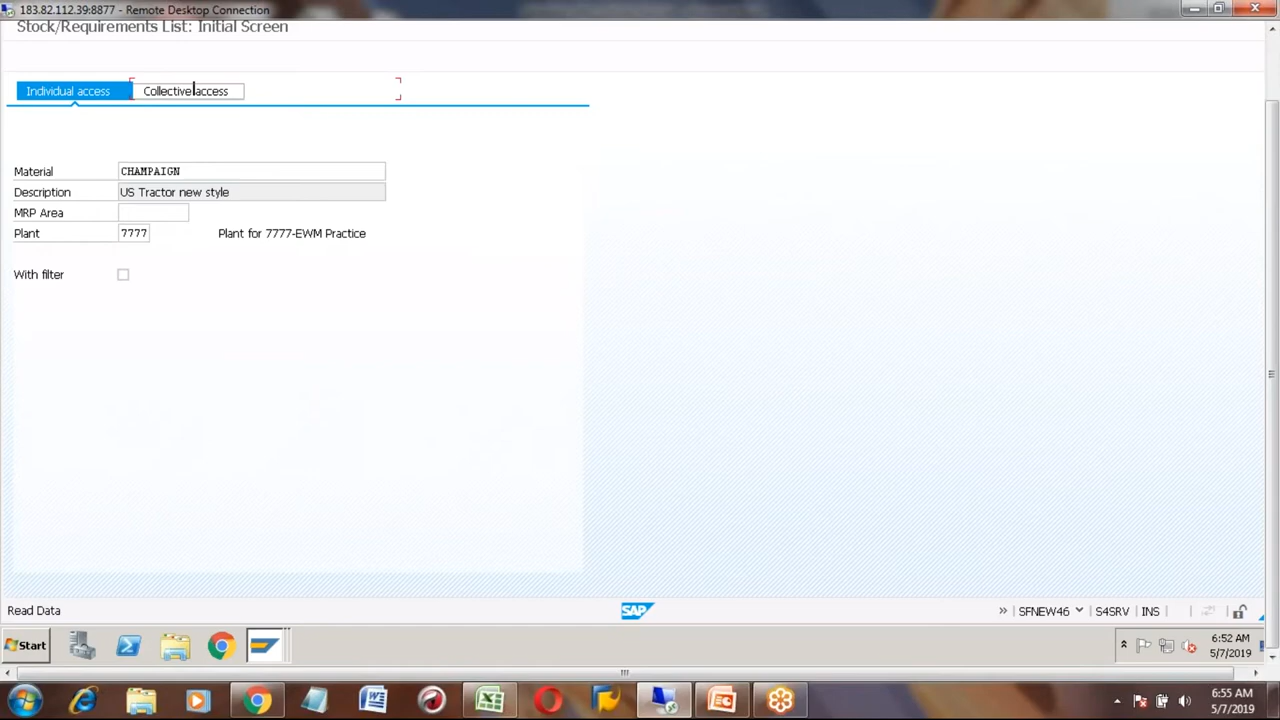 183.82.112.39:8877 - Remote Desktop Connection
Stock/Requirements List: Initial Screen
Individual access
Collective access
Material CHAMPAIGN
Description US Tractor new style
MRP Area
Plant 7777 Plant for 7777-EWM Practice
With filter
Read Data
SAP
» SFNEW46 S4SRV INS
Start
6:52 AM
5/7/2019
6:55 AM
5/7/2019